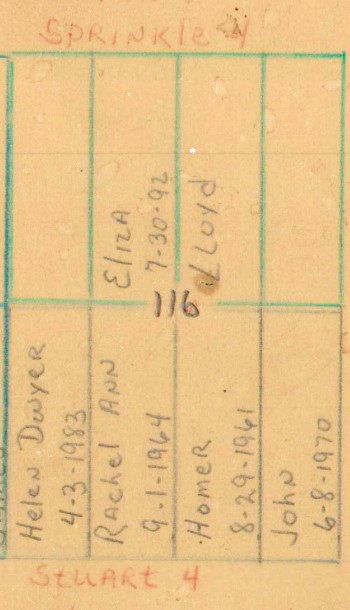 SPRINKLE 4
Eliza
7-30-92
Lloyd
116
Helen Dwyer
4-3-1983
Rachel Ann
9-1-1964
Homer
8-29-1961
John
6-8-1970
Stuart 4